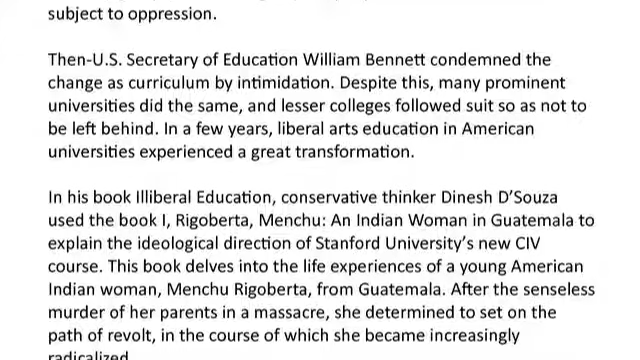 subject to oppression.
Then-U.S. Secretary of Education William Bennett condemned the
change as curriculum by intimidation. Despite this, many prominent
universities did the same, and lesser colleges followed suit so as not to
be left behind. In a few years, liberal arts education in American
universities experienced a great transformation.
In his book Illiberal Education, conservative thinker Dinesh D’Souza
used the book I, Rigoberta, Menchu: An Indian Woman in Guatemala to
explain the ideological direction of Stanford University’s new CIV
course. This book delves into the life experiences of a young American
Indian woman, Menchu Rigoberta, from Guatemala. After the senseless
murder of her parents in a massacre, she determined to set on the
path of revolt, in the course of which she became increasingly
radicalized.